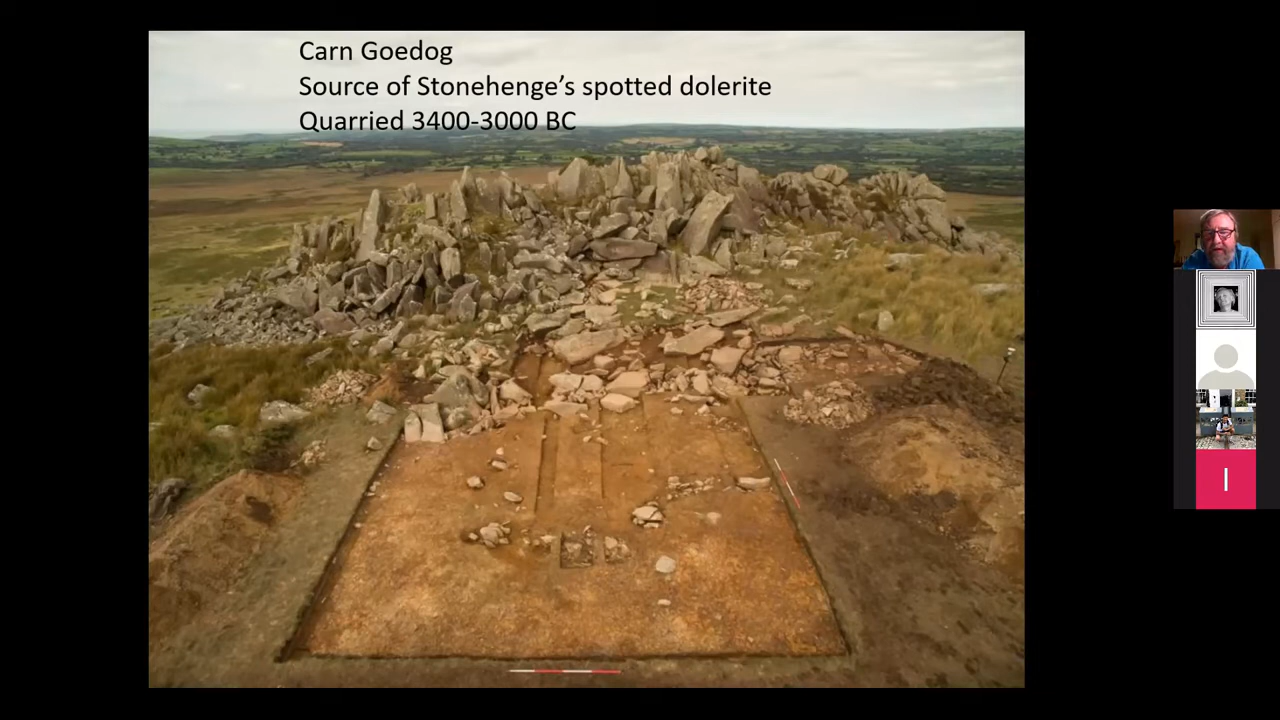 Carn Goedog
Source of Stonehenge’s spotted dolerite
Quarried 3400-3000 BC
I